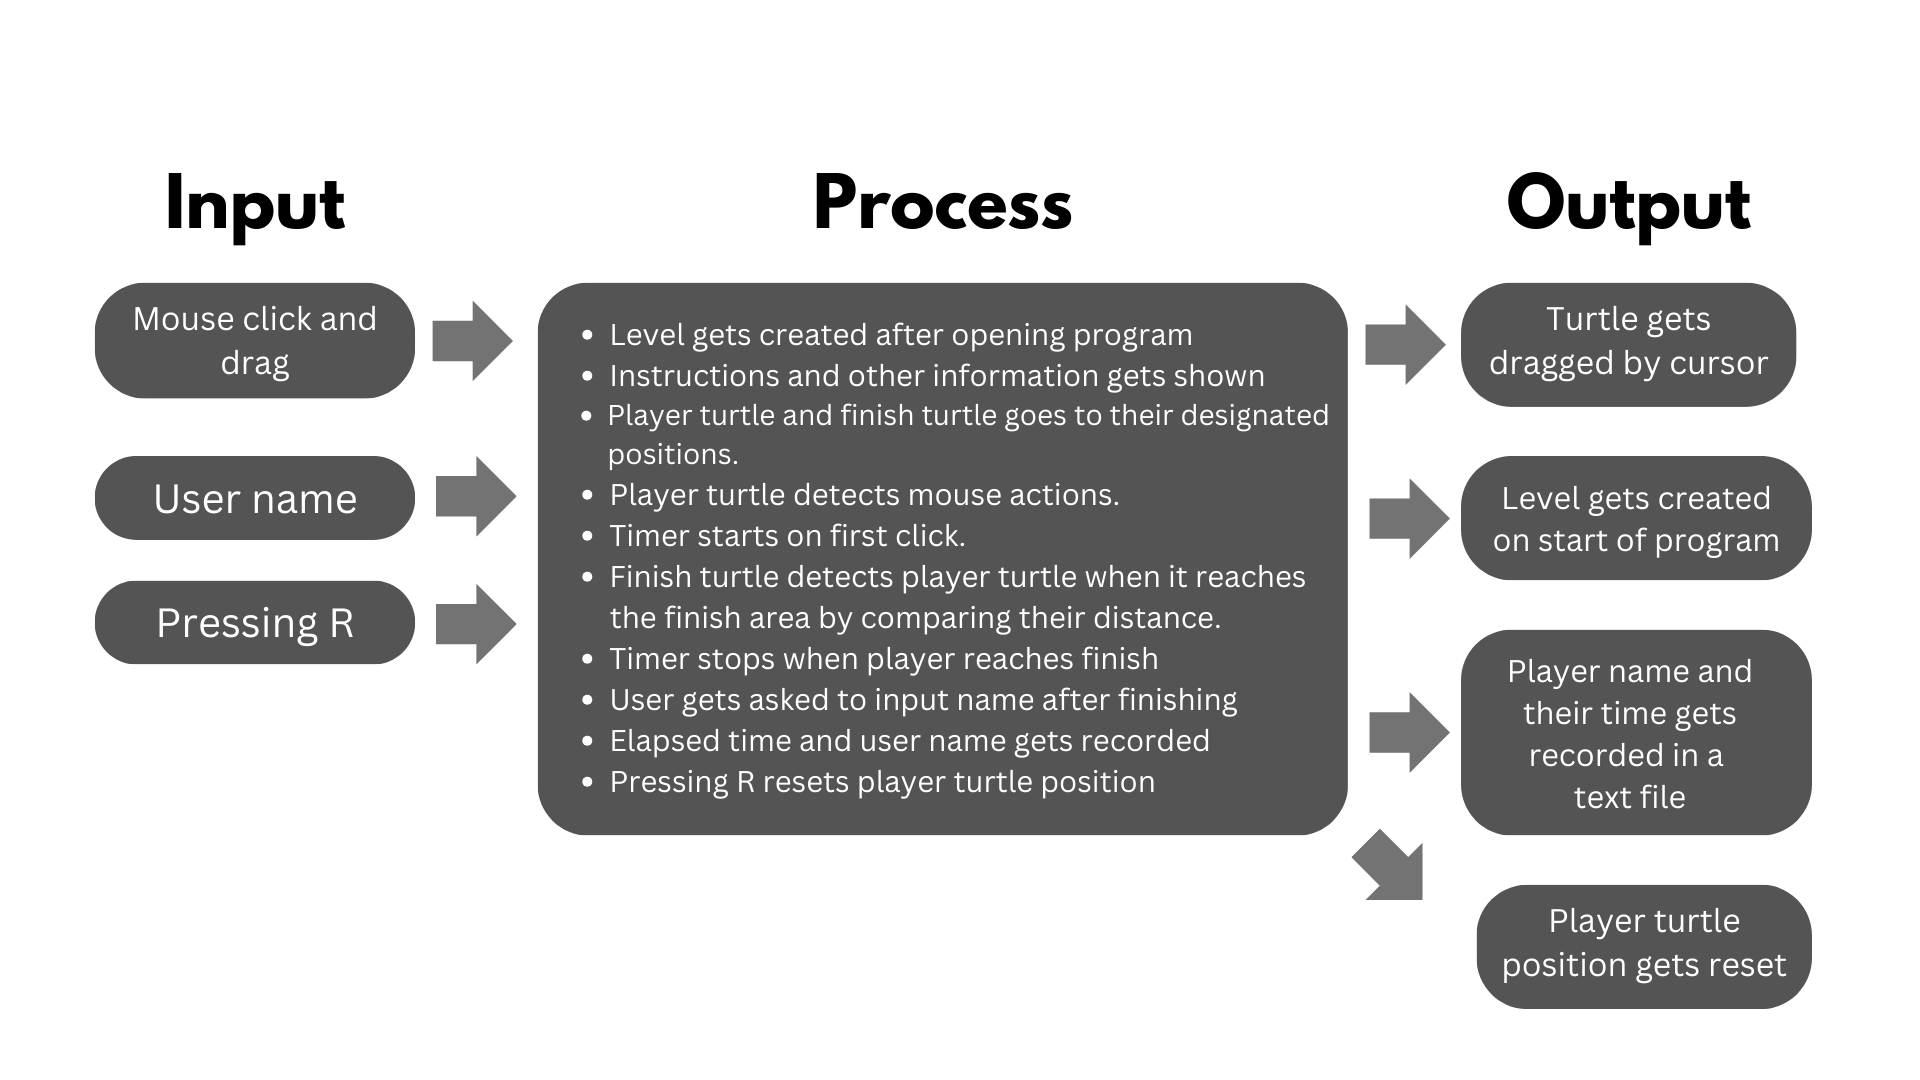 Input
Process
Output
Mouse click and
drag
User name
Pressing R
• Level gets created after opening program
• Instructions and other information gets shown
• Player turtle and finish turtle goes to their designated
positions.
• Player turtle detects mouse actions.
• Timer starts on first click.
• Finish turtle detects player turtle when it reaches
the finish area by comparing their distance.
• Timer stops when player reaches finish
• User gets asked to input name after finishing
• Elapsed time and user name gets recorded
• Pressing R resets player turtle position
Turtle gets
dragged by cursor
Level gets created
on start of program
Player name and
their time gets
recorded in a
text file
Player turtle
position gets reset